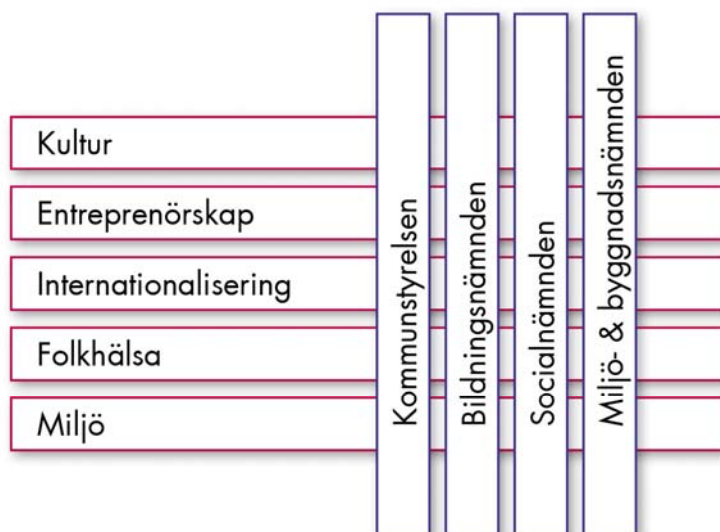 Kultur
Entreprenörskap
Internationalisering
Folkhälsa
Miljö
Kommunstyrelsen
Bildningsnämnden
Socialnämnden
Miljö- & byggnadsnämnden